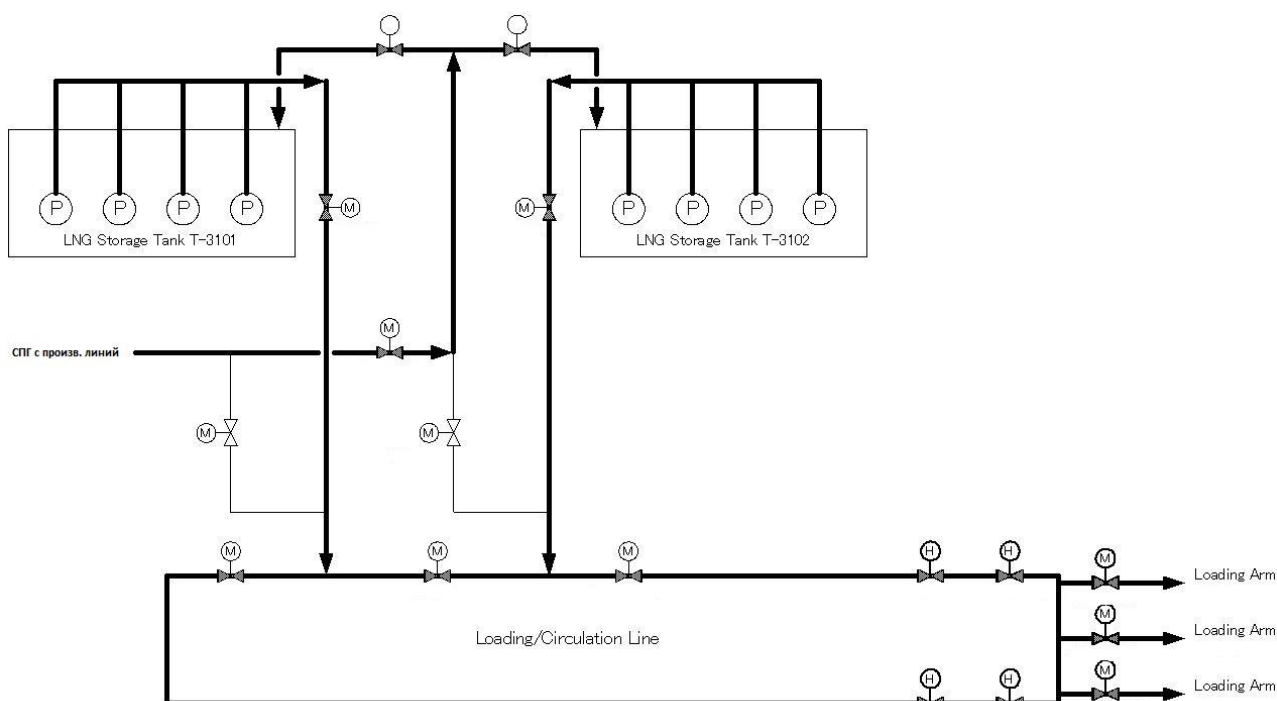 P P P P
LNG Storage Tank T-3101
M
M
P P P P
LNG Storage Tank T-3102
M
СПГ с произв. линий
M
M
M
M
M
H
H
M
Loading Arm
Loading/Circulation Line
M
Loading Arm
H
H
M
Loading Arm